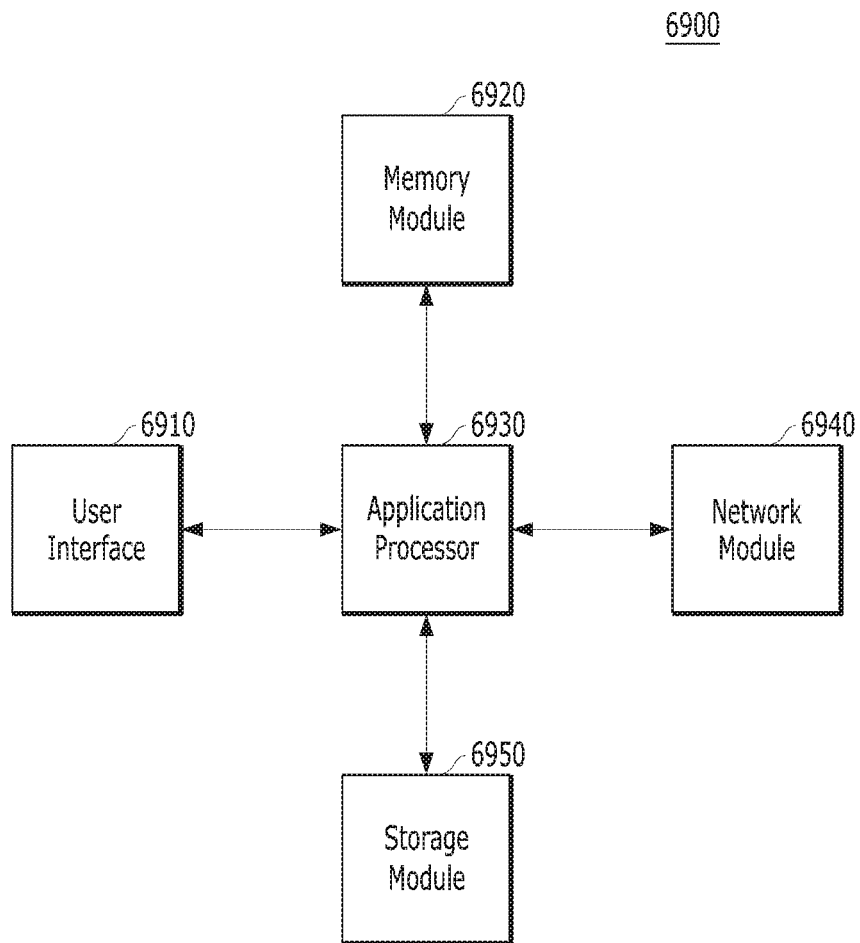 6900
6920
Memory
Module
6910
User
Interface
6930
Application
Processor
6940
Network
Module
6950
Storage
Module